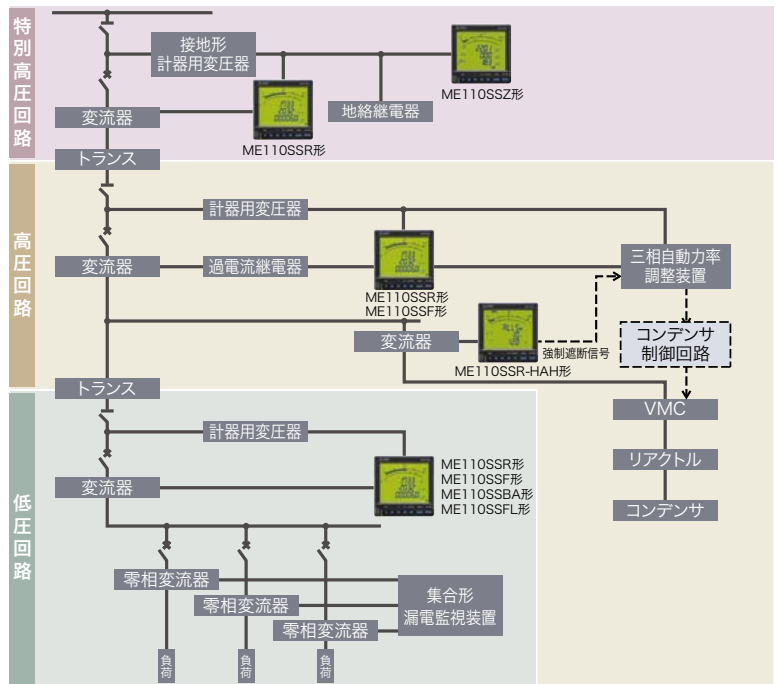 特別高圧回路
接地形
計器用変圧器
ME110SSZ形
変流器
地絡継電器
ME110SSR形
トランス
高圧回路
計器用変圧器
三相自動力率
調整装置
変流器
過電流継電器
ME110SSR形
ME110SSF形
変流器
強制遮断信号
ME110SSR-HAH形
コンデンサ
制御回路
トランス
VMC
リアクトル
コンデンサ
低圧回路
計器用変圧器
変流器
ME110SSR形
ME110SSF形
ME110SSBA形
ME110SSFL形
零相変流器
零相変流器
零相変流器
集合形
漏電監視装置
負荷
負荷
負荷